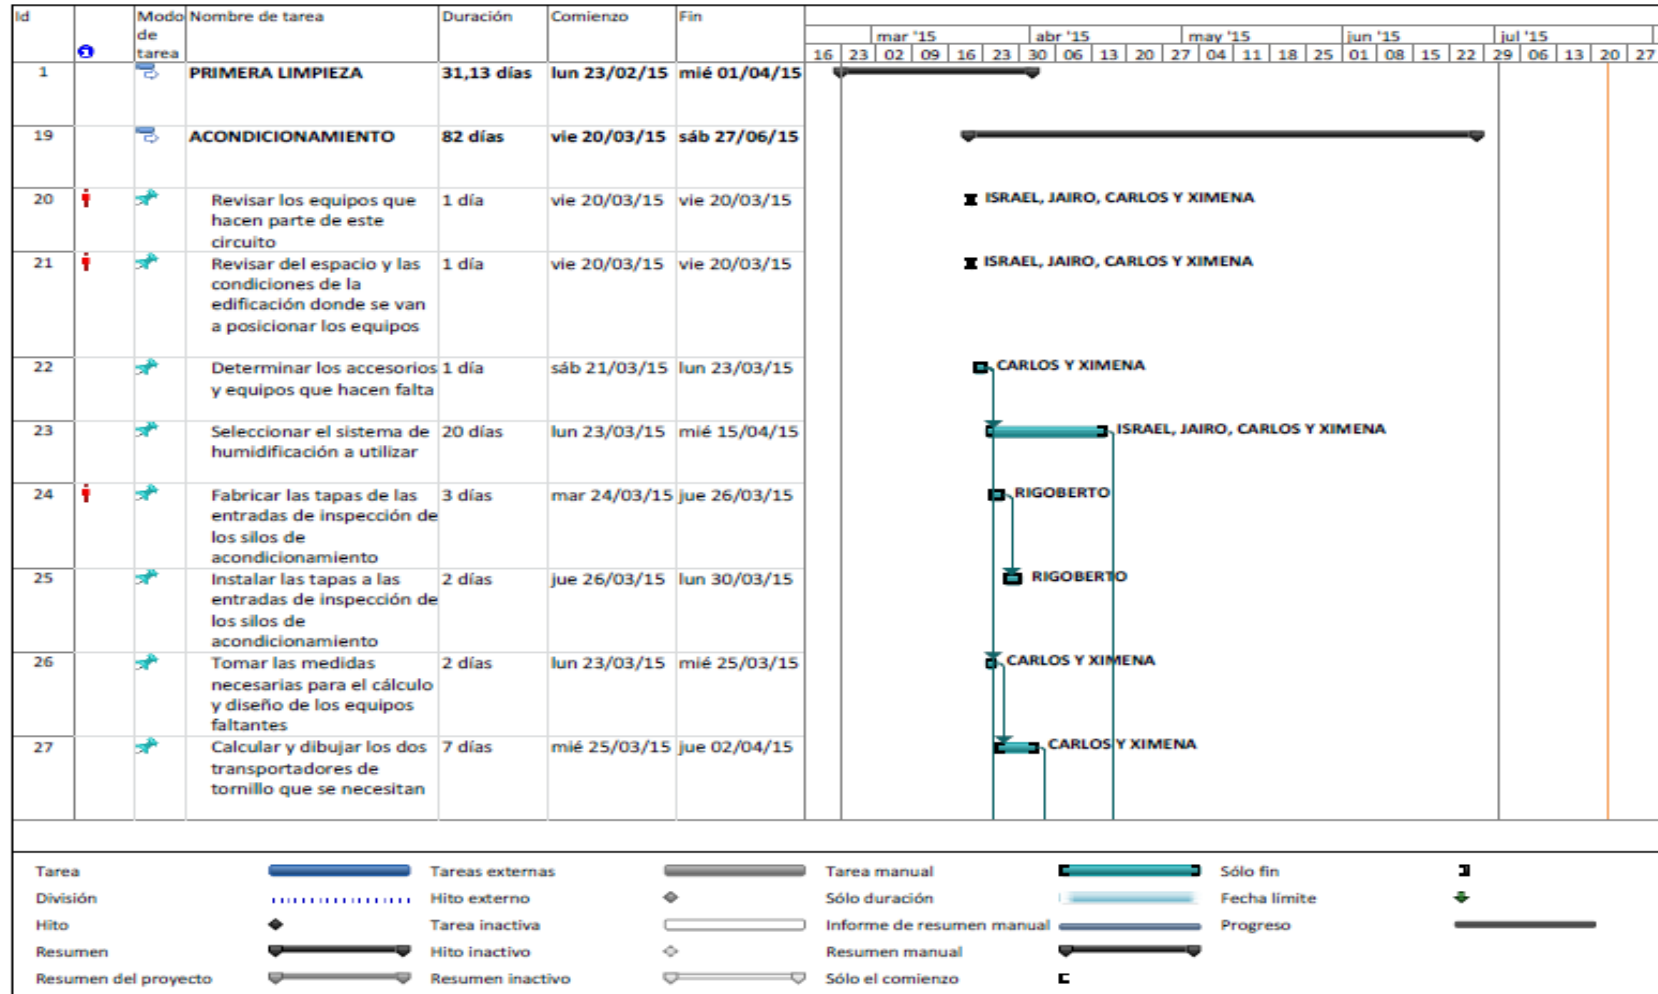 Id Modo de tarea Nombre de tarea Duración Comienzo Fin
mar '15 abr '15 may '15 jun '15 jul '15
16 23 02 09 16 23 30 06 13 20 27 04 11 18 25 01 08 15 22 29 06 13 20 27
1 PRIMERA LIMPIEZA 31,13 días lun 23/02/15 mié 01/04/15
19 ACONDICIONAMIENTO 82 días vie 20/03/15 sáb 27/06/15
20 Revisar los equipos que 1 día vie 20/03/15 vie 20/03/15 ISRAEL, JAIRO, CARLOS Y XIMENA
hacen parte de este
circuito
21 Revisar del espacio y las 1 día vie 20/03/15 vie 20/03/15 ISRAEL, JAIRO, CARLOS Y XIMENA
condiciones de la
edificación donde se van
a posicionar los equipos
22 Determinar los accesorios 1 día sáb 21/03/15 lun 23/03/15 CARLOS Y XIMENA
y equipos que hacen falta
23 Seleccionar el sistema de 20 días lun 23/03/15 mié 15/04/15 ISRAEL, JAIRO, CARLOS Y XIMENA
humidificación a utilizar
24 Fabricar las tapas de las 3 días mar 24/03/15 jue 26/03/15 RIGOBERTO
entradas de inspección de
los silos de
acondicionamiento
25 Instalar las tapas a las 2 días jue 26/03/15 lun 30/03/15 RIGOBERTO
entradas de inspección de
los silos de
acondicionamiento
26 Tomar las medidas 2 días lun 23/03/15 mié 25/03/15 CARLOS Y XIMENA
necesarias para el cálculo
y diseño de los equipos
faltantes
27 Calcular y dibujar los dos 7 días mié 25/03/15 jue 02/04/15 CARLOS Y XIMENA
transportadores de
tornillo que se necesitan
Tarea Tareas externas Tarea manual Sólo fin
División Hito externo Sólo duración Fecha límite
Hito Tarea inactiva Informe de resumen manual Progreso
Resumen Hito inactivo Resumen manual
Resumen del proyecto Resumen inactivo Sólo el comienzo